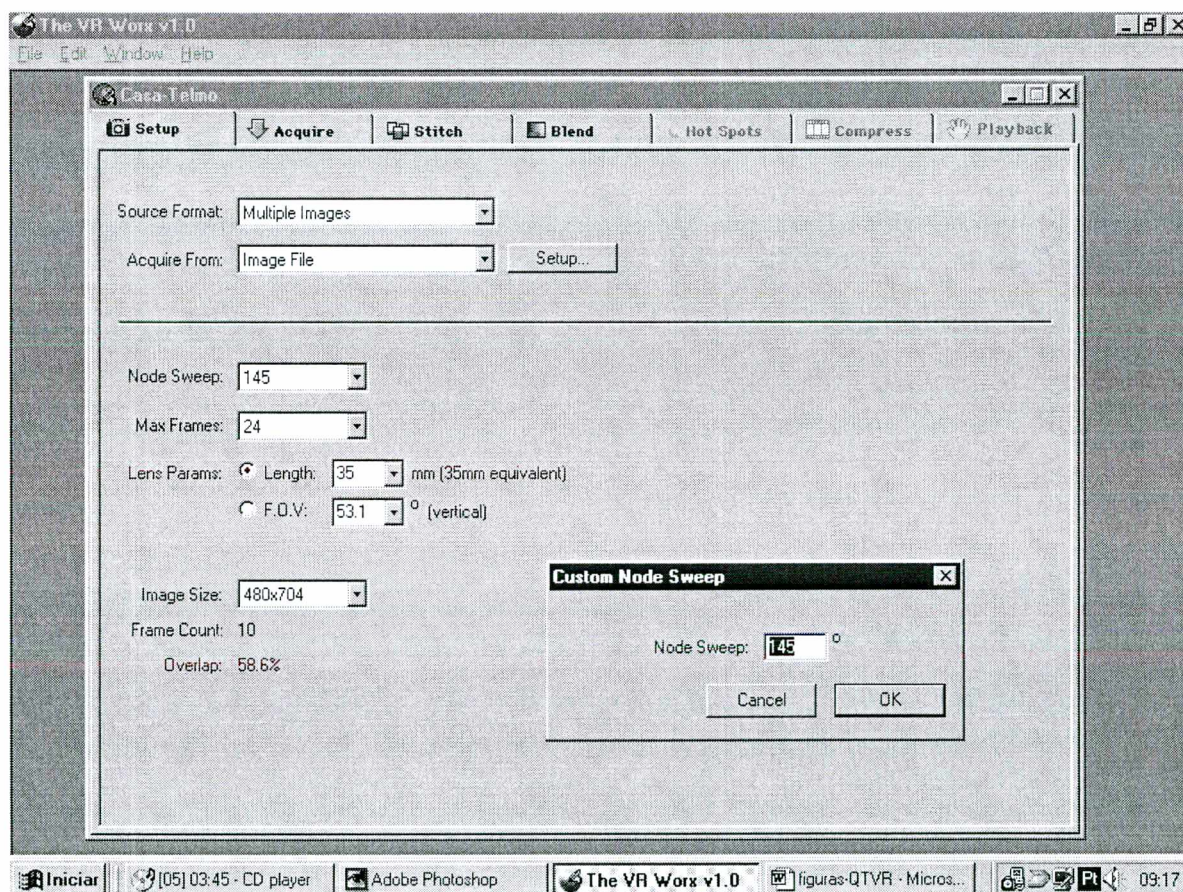 The VR Worx v1.0
File Edit Window Help
Casa-Telmo
Setup Acquire Stitch Blend Hot Spots Compress Playback
Source Format: Multiple Images
Acquire From: Image File Setup...
Node Sweep: 145
Max Frames: 24
Lens Params: Length: 35 mm (35mm equivalent)
F.O.V: 53.1 ° (vertical)
Image Size: 480x704
Frame Count: 10
Overlap: 58.6%
Custom Node Sweep
Node Sweep: 145 °
Cancel OK
Iniciar [05] 03:45 - CD player Adobe Photoshop The VR Worx v1.0 figuras-QTVR - Micros... Pt 09:17